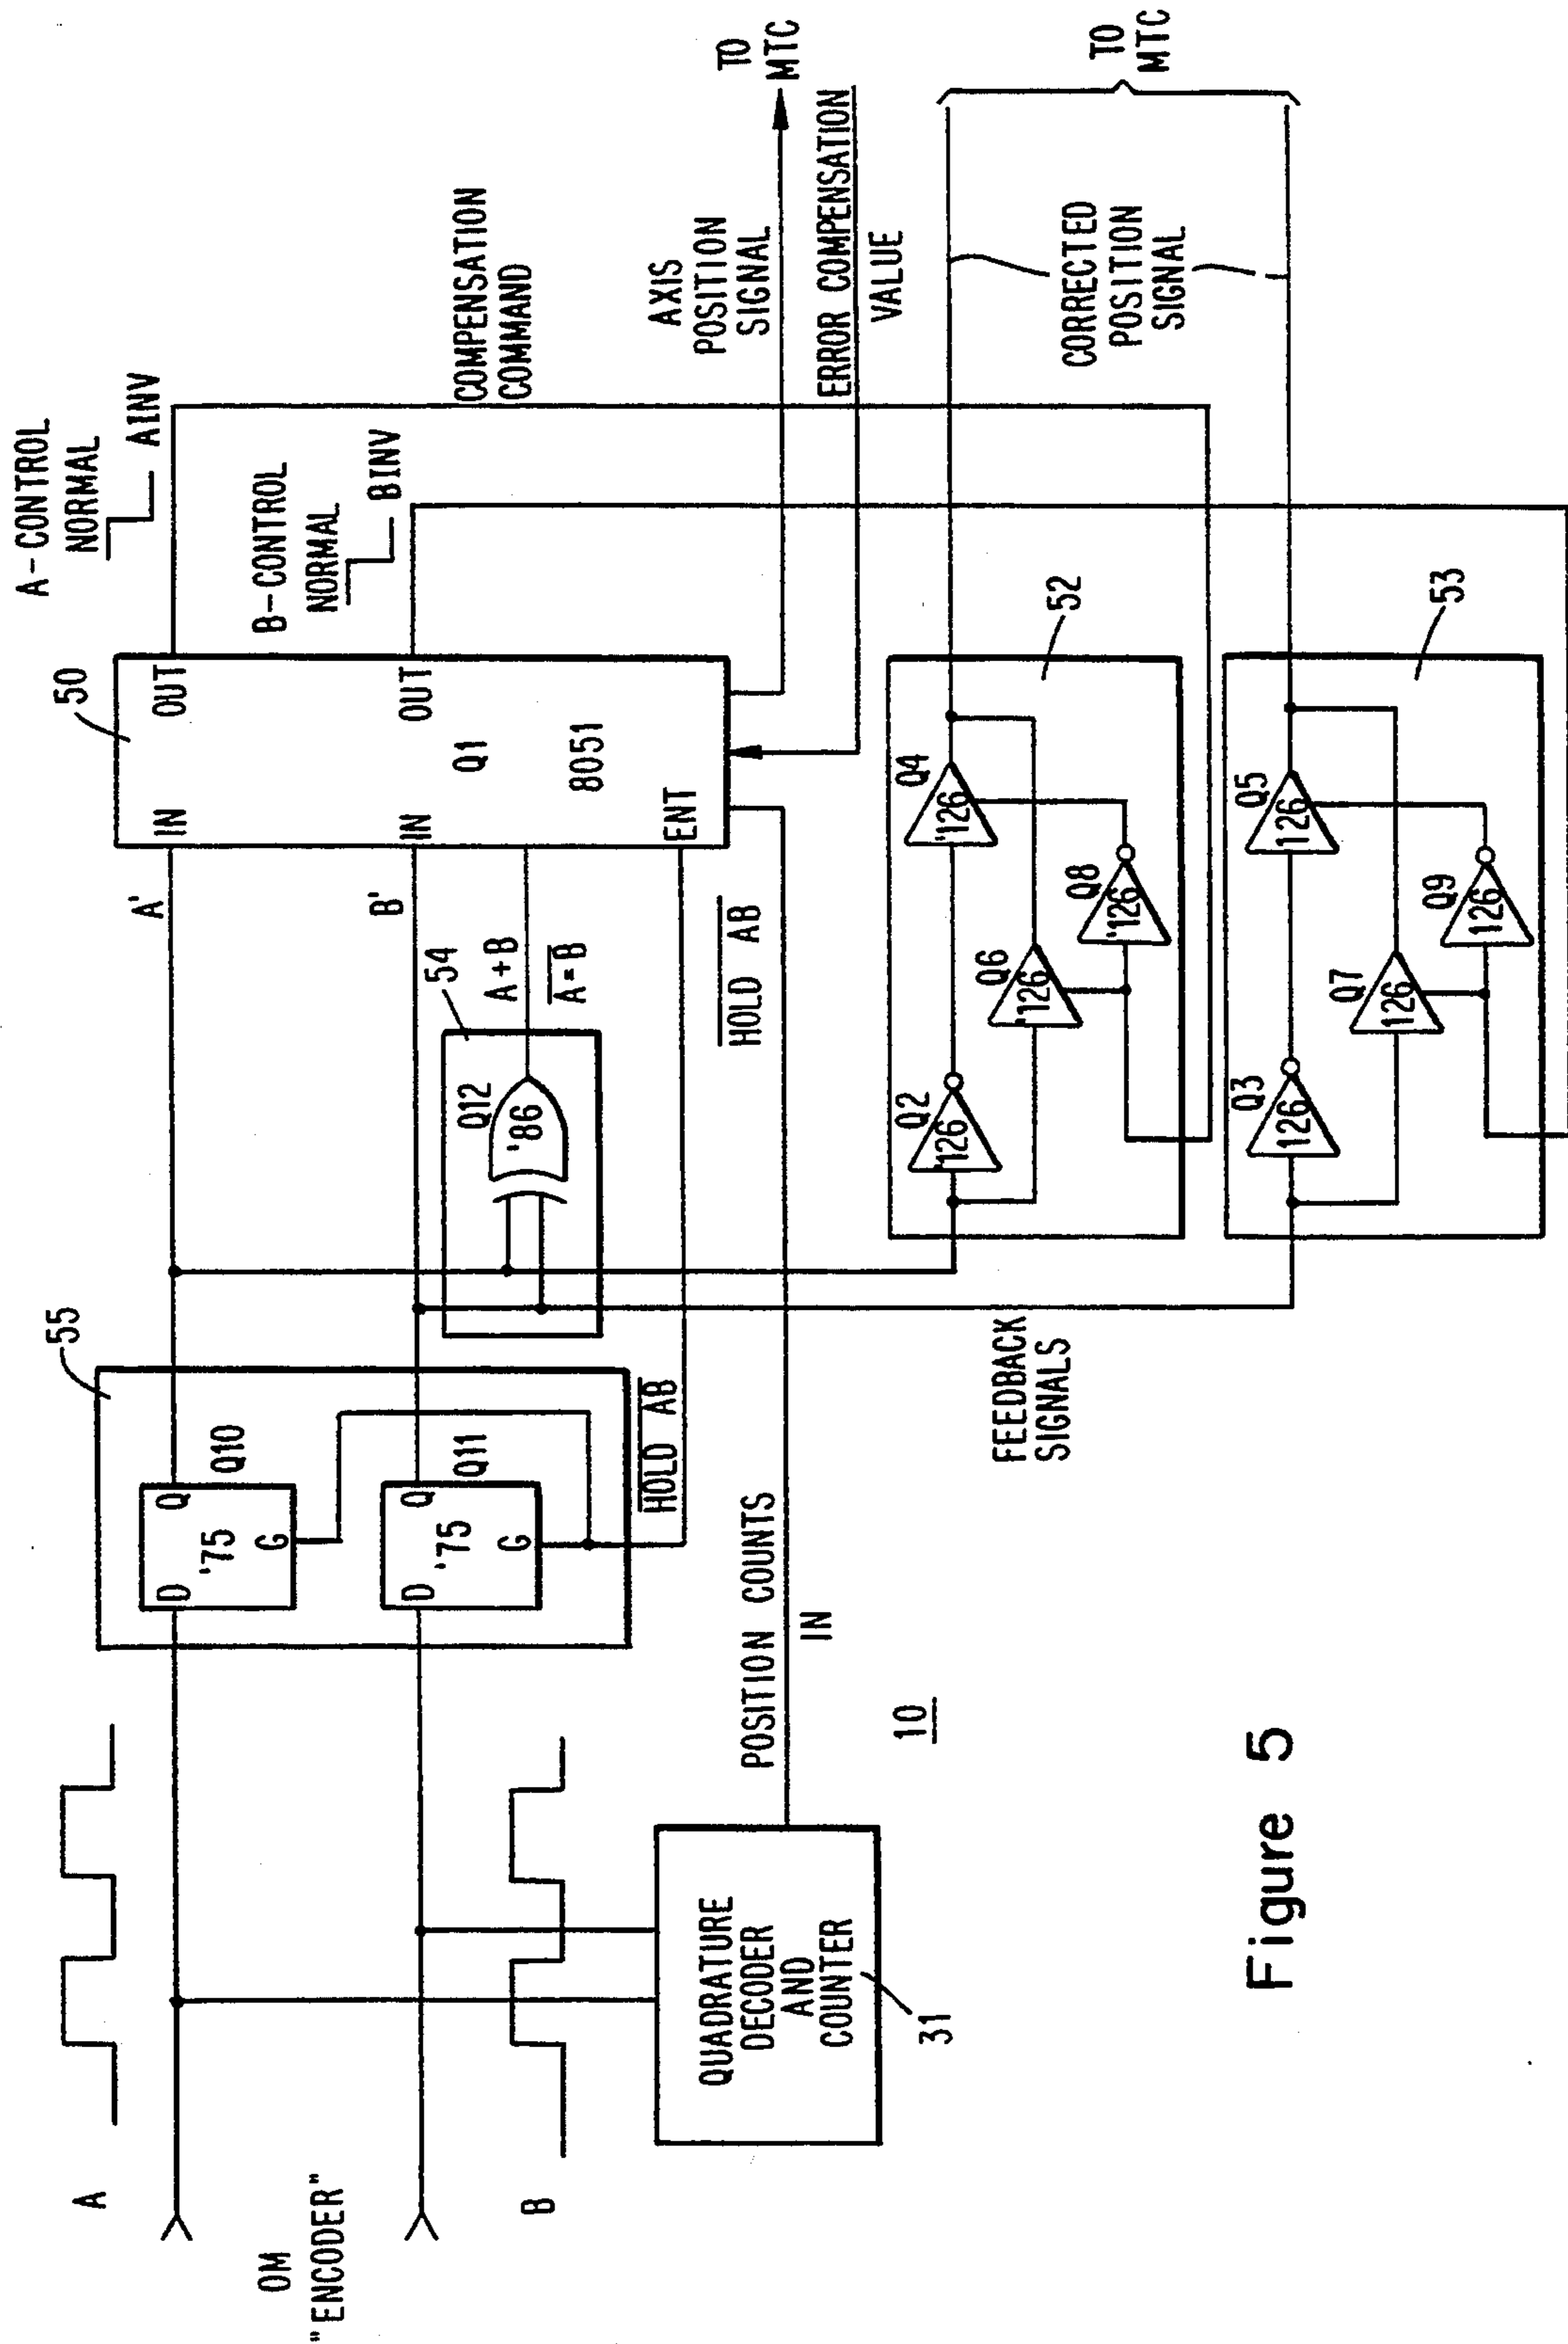 A
OM
"ENCODER"
B
55
D
Q
'75
G
Q10
D
Q
'75
G
Q11
HOLD AB
QUADRATURE
DECODER
AND
COUNTER
31
POSITION COUNTS
IN
10
A'
B'
54
Q12
'86
A+B
A=B
HOLD AB
FEEDBACK
SIGNALS
50
IN
OUT
IN
OUT
Q1
8051
ENT
A-CONTROL
NORMAL
AINV
B-CONTROL
NORMAL
BINV
COMPENSATION
COMMAND
AXIS
POSITION
SIGNAL
TO
MTC
ERROR COMPENSATION
VALUE
52
Q2
'126
Q4
'126
Q6
'126
Q8
'126
53
Q3
126
Q5
126
Q7
126
Q9
126
CORRECTED
POSITION
SIGNAL
TO
MTC
Figure 5